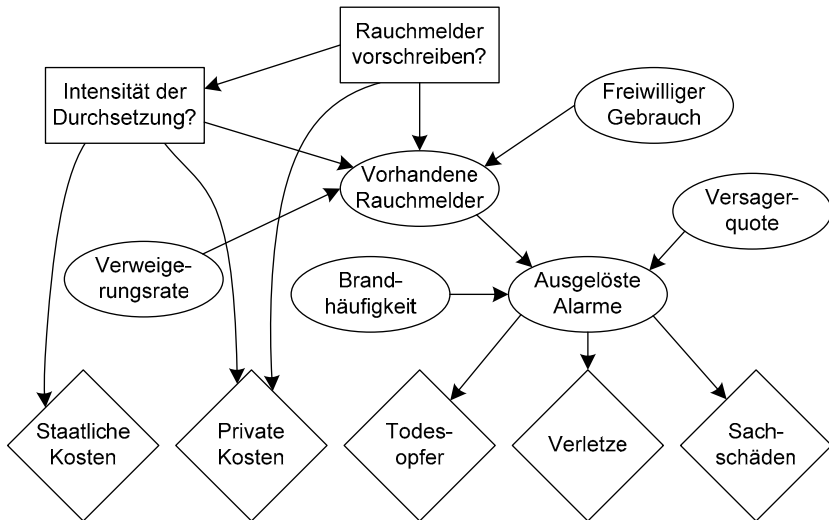 Rauchmelder
vorschreiben?
Intensität der
Durchsetzung?
Freiwilliger
Gebrauch
Vorhandene
Rauchmelder
Versager-
quote
Verweige-
rungsrate
Brand-
häufigkeit
Ausgelöste
Alarme
Staatliche
Kosten
Private
Kosten
Todes-
opfer
Verletze
Sach-
schäden